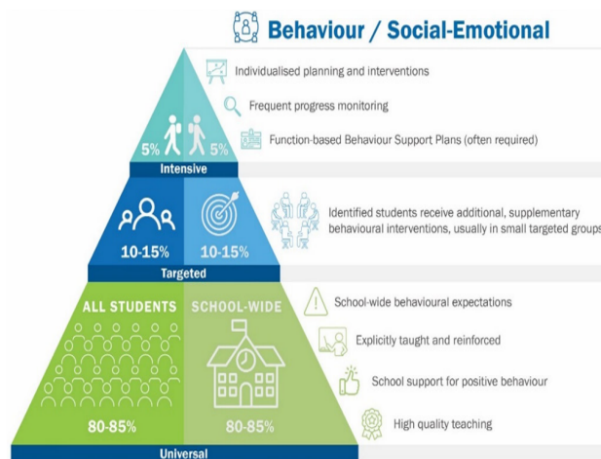 Behaviour / Social-Emotional
Individualised planning and interventions
Frequent progress monitoring
Function-based Behaviour Support Plans (often required)
5% 5%
Intensive
Identified students receive additional, supplementary
behavioural interventions, usually in small targeted groups
10-15% 10-15%
Targeted
ALL STUDENTS SCHOOL-WIDE
School-wide behavioural expectations
Explicitly taught and reinforced
School support for positive behaviour
High quality teaching
80-85% 80-85%
Universal